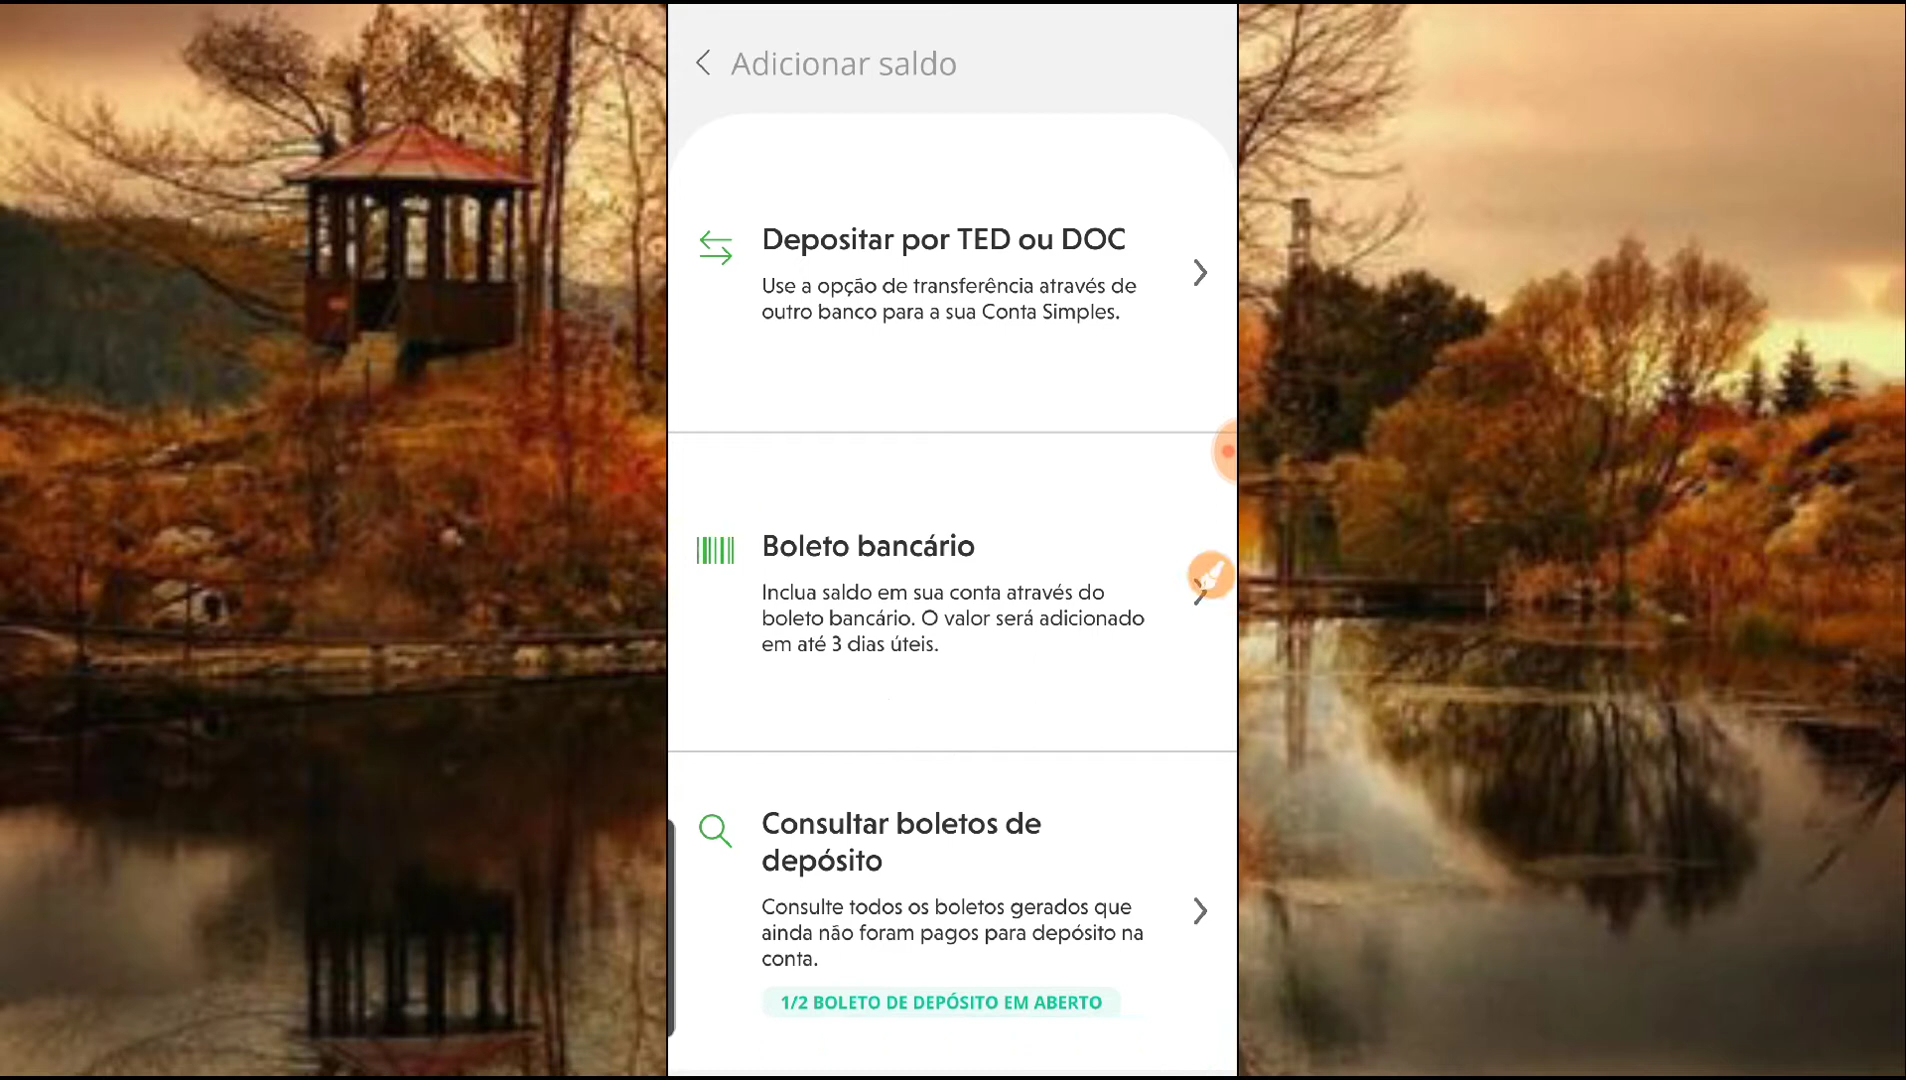 Adicionar saldo
Depositar por TED ou DOC
Use a opção de transferência através de
outro banco para a sua Conta Simples.
Boleto bancário
Inclua saldo em sua conta através do
boleto bancário. O valor será adicionado
em até 3 dias úteis.
Consultar boletos de
depósito
Consulte todos os boletos gerados que
ainda não foram pagos para depósito na
conta.
1/2 BOLETO DE DEPÓSITO EM ABERTO